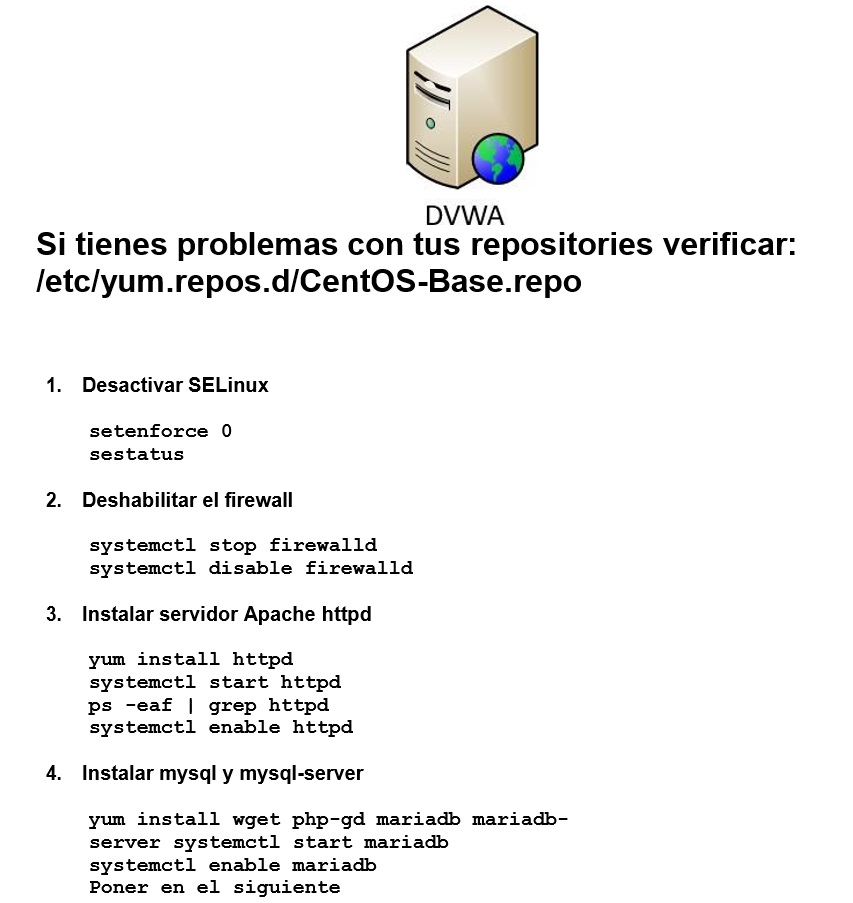 DVWA
Si tienes problemas con tus repositories verificar:
/etc/yum.repos.d/CentOS-Base.repo
1. Desactivar SELinux
setenforce 0
sestatus
2. Deshabilitar el firewall
systemctl stop firewalld
systemctl disable firewalld
3. Instalar servidor Apache httpd
yum install httpd
systemctl start httpd
ps -eaf | grep httpd
systemctl enable httpd
4. Instalar mysql y mysql-server
yum install wget php-gd mariadb mariadb-
server systemctl start mariadb
systemctl enable mariadb
Poner en el siguiente